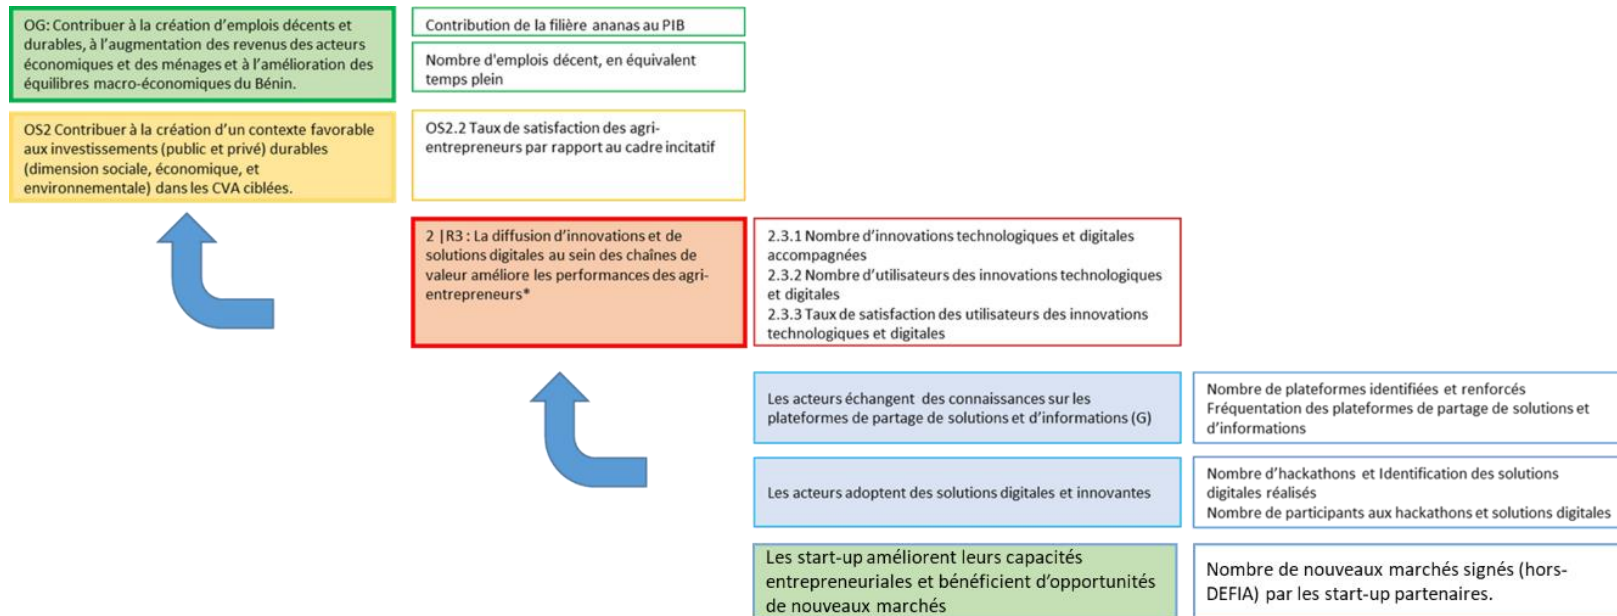 OG: Contribuer à la création d'emplois décents et
durables, à l'augmentation des revenus des acteurs
économiques et des ménages et à l'amélioration des
équilibres macro-économiques du Bénin.
Contribution de la filière ananas au PIB
Nombre d'emplois décent, en équivalent
temps plein
OS2 Contribuer à la création d'un contexte favorable
aux investissements (public et privé) durables
(dimension sociale, économique, et
environnementale) dans les CVA ciblées.
OS2.2 Taux de satisfaction des agri-
entrepreneurs par rapport au cadre incitatif
2 |R3 : La diffusion d'innovations et de
solutions digitales au sein des chaînes de
valeur améliore les performances des agri-
entrepreneurs*
2.3.1 Nombre d'innovations technologiques et digitales
accompagnées
2.3.2 Nombre d'utilisateurs des innovations technologiques
et digitales
2.3.3 Taux de satisfaction des utilisateurs des innovations
technologiques et digitales
Les acteurs échangent des connaissances sur les
plateformes de partage de solutions et d'informations (G)
Nombre de plateformes identifiées et renforcés
Fréquentation des plateformes de partage de solutions et
d'informations
Les acteurs adoptent des solutions digitales et innovantes
Nombre d'hackathons et Identification des solutions
digitales réalisés
Nombre de participants aux hackathons et solutions digitales
Les start-up améliorent leurs capacités
entrepreneuriales et bénéficient d'opportunités
de nouveaux marchés
Nombre de nouveaux marchés signés (hors-
DEFIA) par les start-up partenaires.